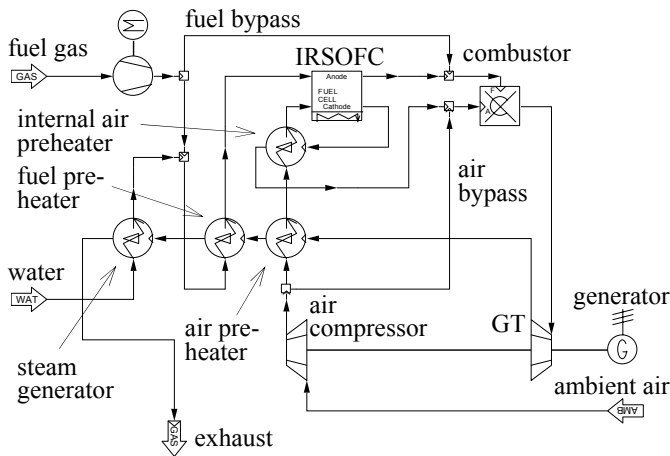 fuel bypass
fuel gas
GAS
M
IRSOFC
combustor
Anode
FUEL
CELL
Cathode
F
A
internal air
preheater
fuel pre-
heater
air
bypass
water
WAT
air pre-
heater
air
compressor
GT
generator
G
steam
generator
ambient air
AMB
GAS
exhaust